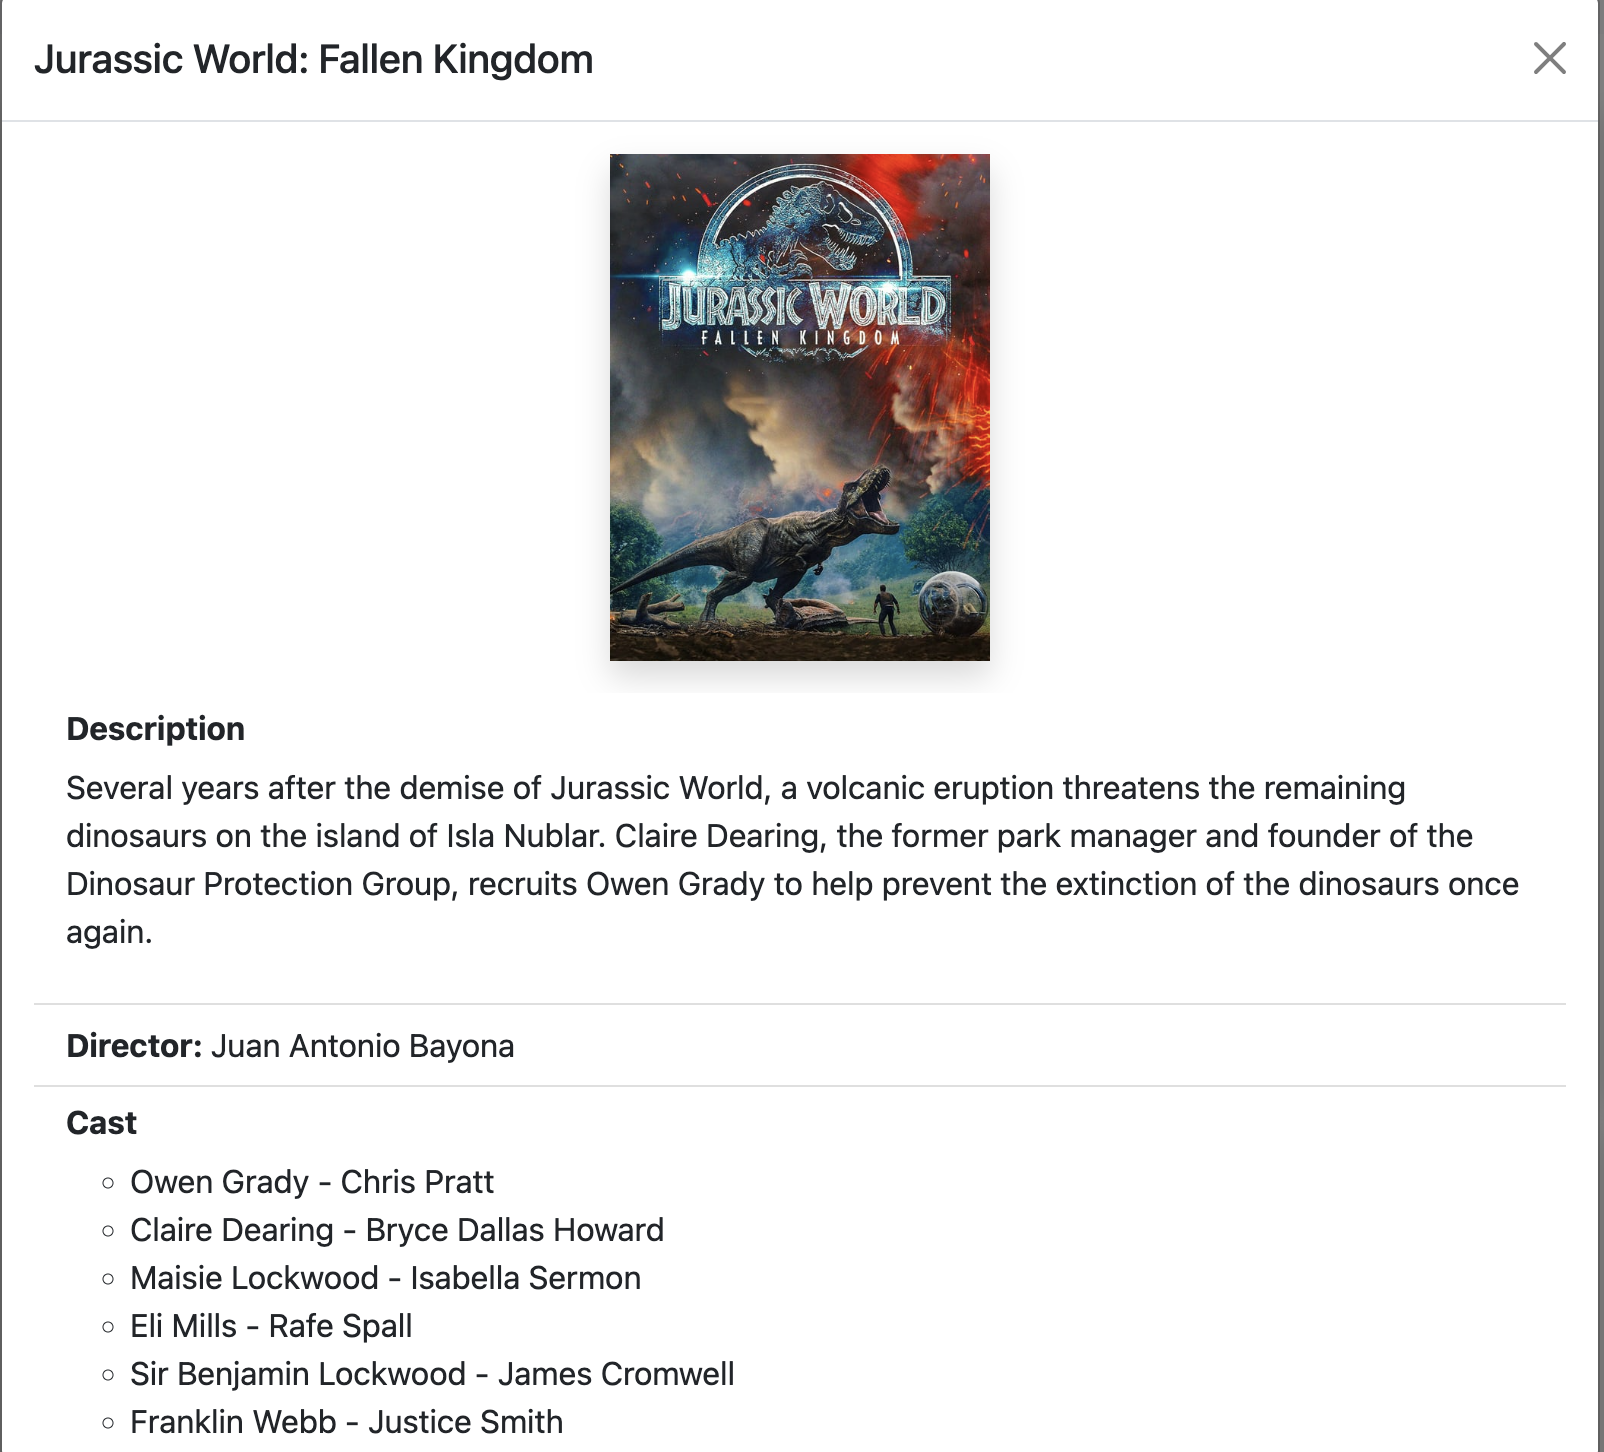 Jurassic World: Fallen Kingdom
JURASSIC WORLD
FALLEN KINGDOM
Description
Several years after the demise of Jurassic World, a volcanic eruption threatens the remaining
dinosaurs on the island of Isla Nublar. Claire Dearing, the former park manager and founder of the
Dinosaur Protection Group, recruits Owen Grady to help prevent the extinction of the dinosaurs once
again.
Director: Juan Antonio Bayona
Cast
Owen Grady - Chris Pratt
Claire Dearing - Bryce Dallas Howard
Maisie Lockwood - Isabella Sermon
Eli Mills - Rafe Spall
Sir Benjamin Lockwood - James Cromwell
Franklin Webb - Justice Smith